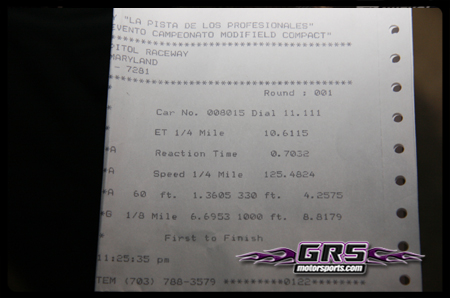 Y "LA PISTA DE LOS PROFESIONALES"
EVENTO CAMPEONATO MODIFIELD COMPACT"
PITOL RACEWAY
MARYLAND
- 7281
Round : 001
Car No. 008015 Dial 11.111
ET 1/4 Mile 10.6115
*A Reaction Time 0.7032
*A Speed 1/4 Mile 125.4824
*A 60 ft. 1.3605 330 ft. 4.2575
*G 1/8 Mile 6.6953 1000 ft. 8.8179
First to Fimish
11:25:35 pm
TEM (703) 788-3579 *********0122*********
GRS
motorsports.com